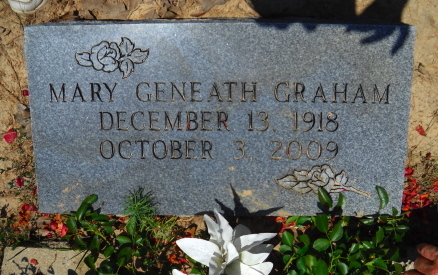 MARY GENEATH GRAHAM
DECEMBER 13, 1918
OCTOBER 3, 2009